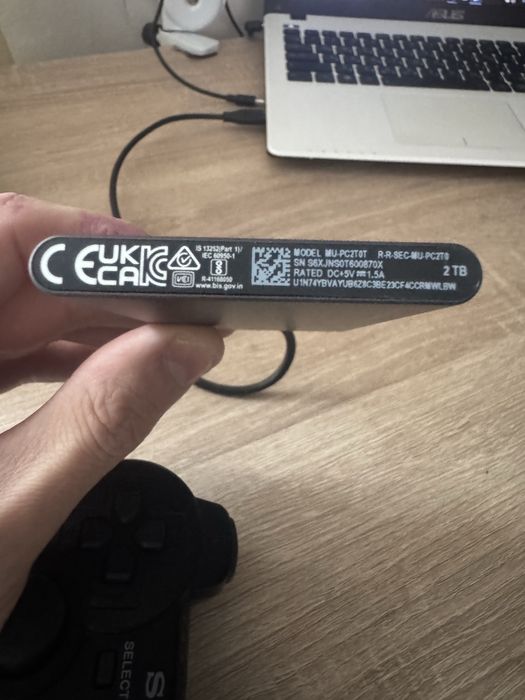 ASUS
CE UK CA
IS 13252(Part 1)/
IEC 60950-1
R-41168050
www.bis.gov.in
MODEL MU-PC2T0T R-R-SEC-MU-PC2T0
SN S6XJNS0T600870X
RATED DC+5V 1.5A
U1N74YBVAYUB6Z8C3BE23CF4CCRMWLBW
2 TB
SELECT
S